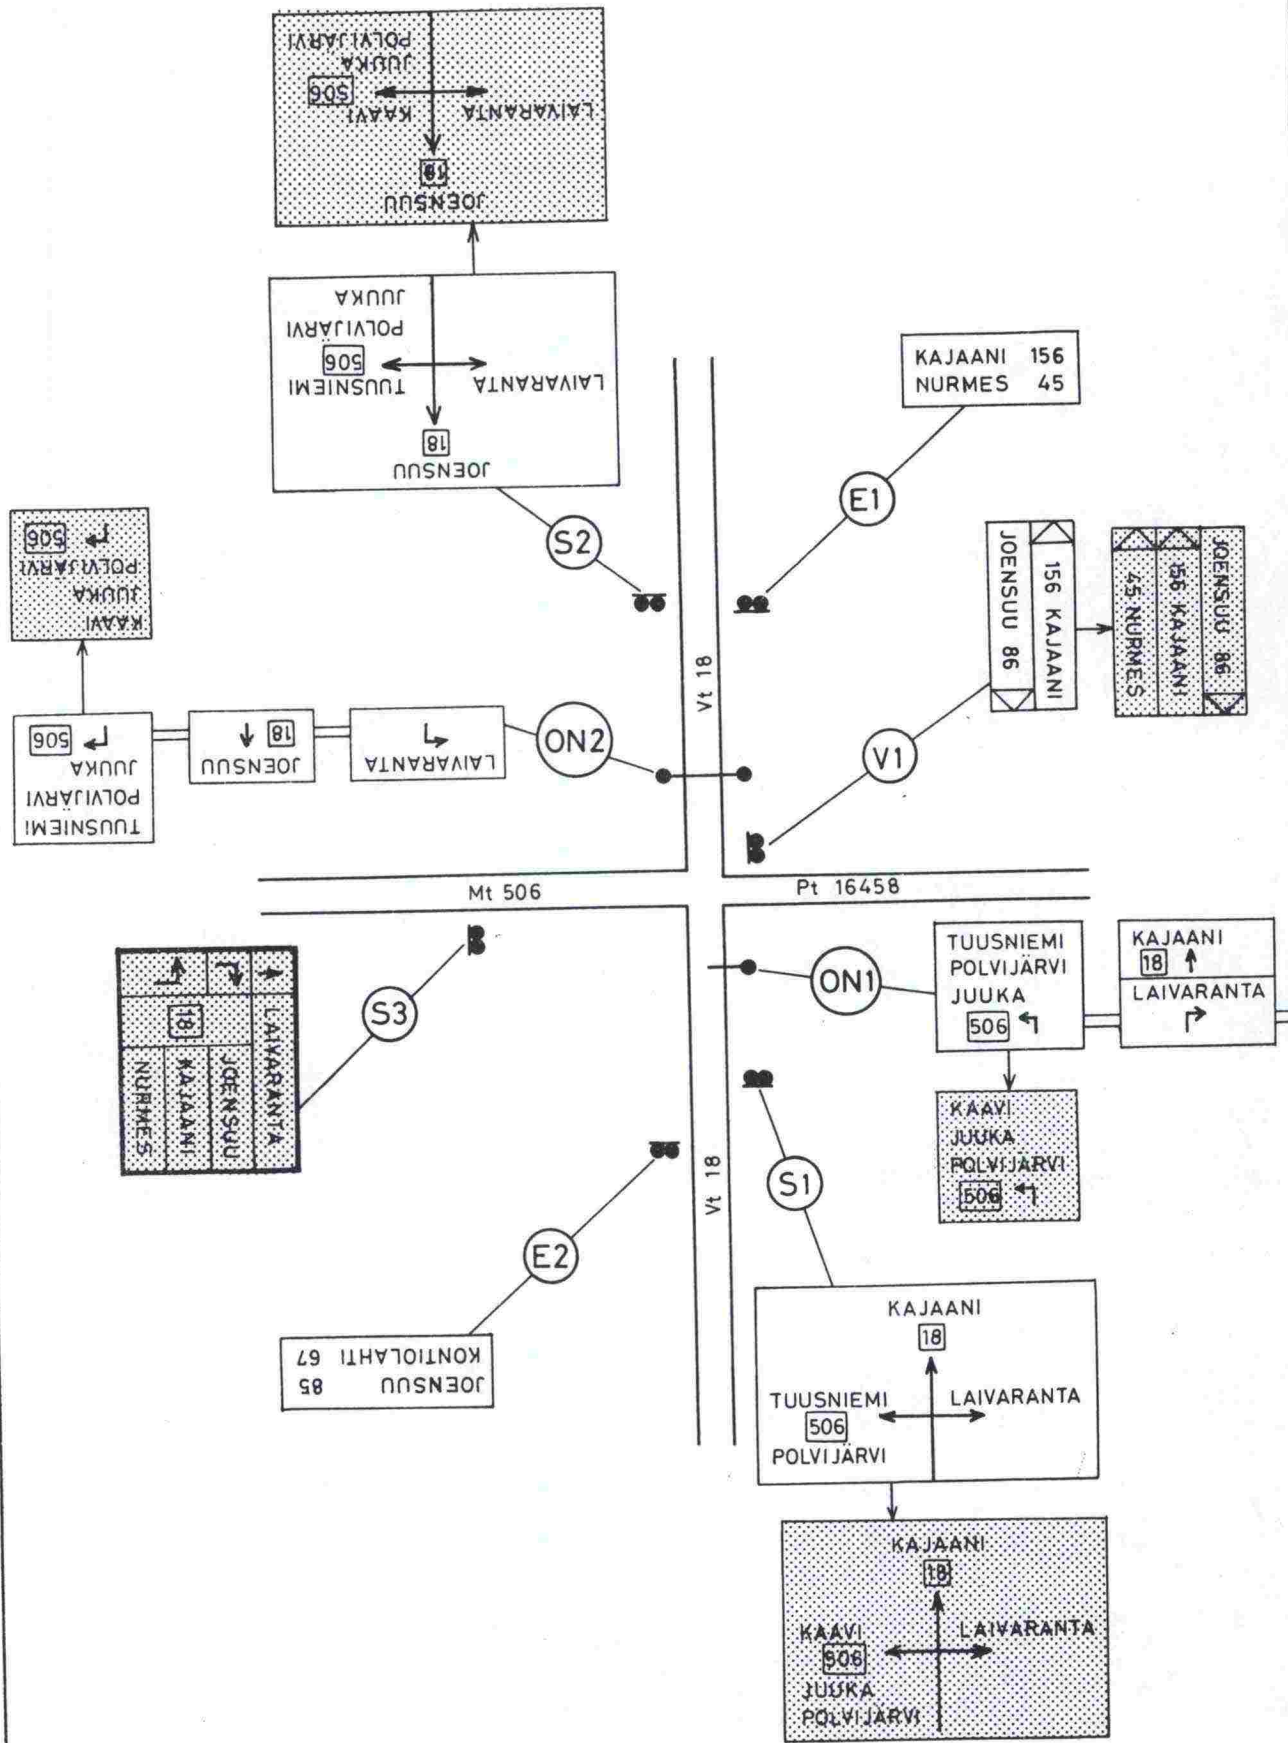 POLVIJÄRVI
JUUKA
506
KAAVI
LAIVARANTA
18
JOENSUU
JUUKA
POLVIJÄRVI
506
TUUSNIEMI
LAIVARANTA
18
JOENSUU
S2
KAJAANI 156
NURMES 45
E1
JOENSUU 86
156 KAJAANI
JOENSUU 86
156 KAJAANI
45 NURMES
V1
506
POLVIJÄRVI
JUUKA
KAAVI
506
JUUKA
POLVIJÄRVI
TUUSNIEMI
18
JOENSUU
LAIVARANTA
ON2
Vt 18
Mt 506
Pt 16458
LAIVARANTA
JOENSUU
18
KAJAANI
NURMES
S3
ON1
TUUSNIEMI
POLVIJÄRVI
JUUKA
506
KAJAANI
18
LAIVARANTA
KAAVI
JUUKA
POLVIJÄRVI
506
Vt 18
S1
E2
KONTIOLAHTI 67
JOENSUU 85
KAJAANI
18
TUUSNIEMI
LAIVARANTA
506
POLVIJÄRVI
KAJAANI
18
KAAVI
LAIVARANTA
506
JUUKA
POLVIJÄRVI